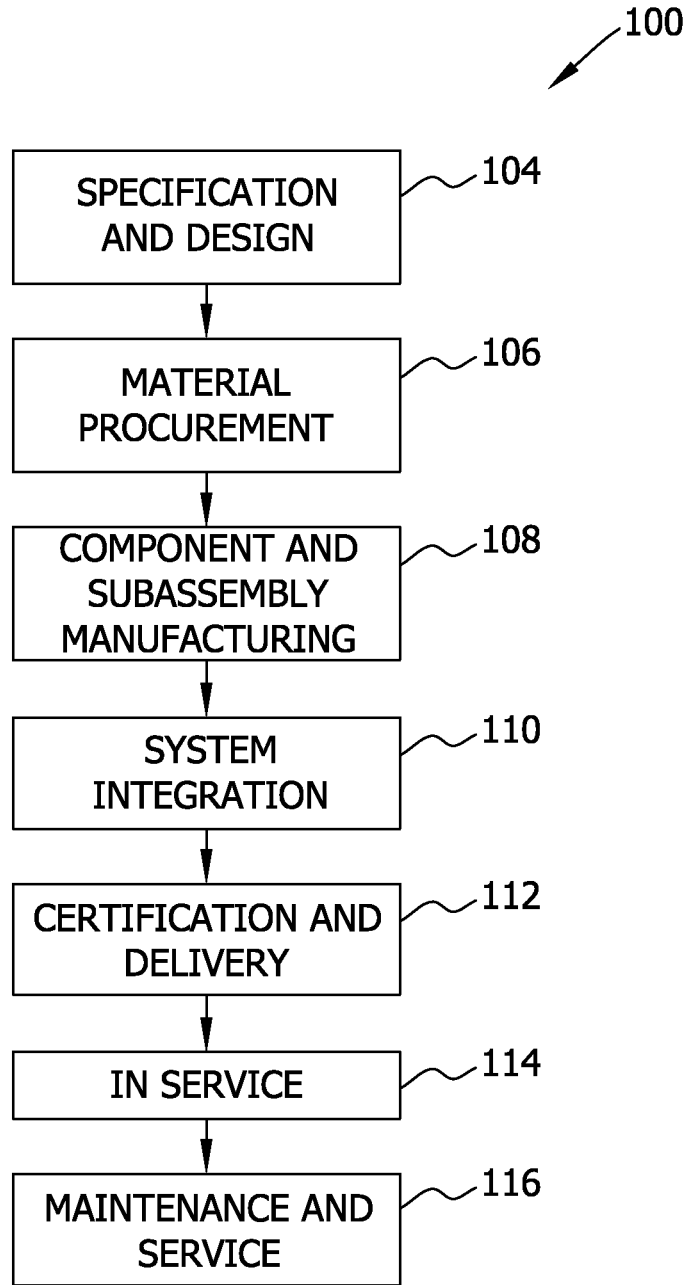 100
SPECIFICATION
AND DESIGN
104
MATERIAL
PROCUREMENT
106
COMPONENT AND
SUBASSEMBLY
MANUFACTURING
108
SYSTEM
INTEGRATION
110
CERTIFICATION AND
DELIVERY
112
IN SERVICE
114
MAINTENANCE AND
SERVICE
116